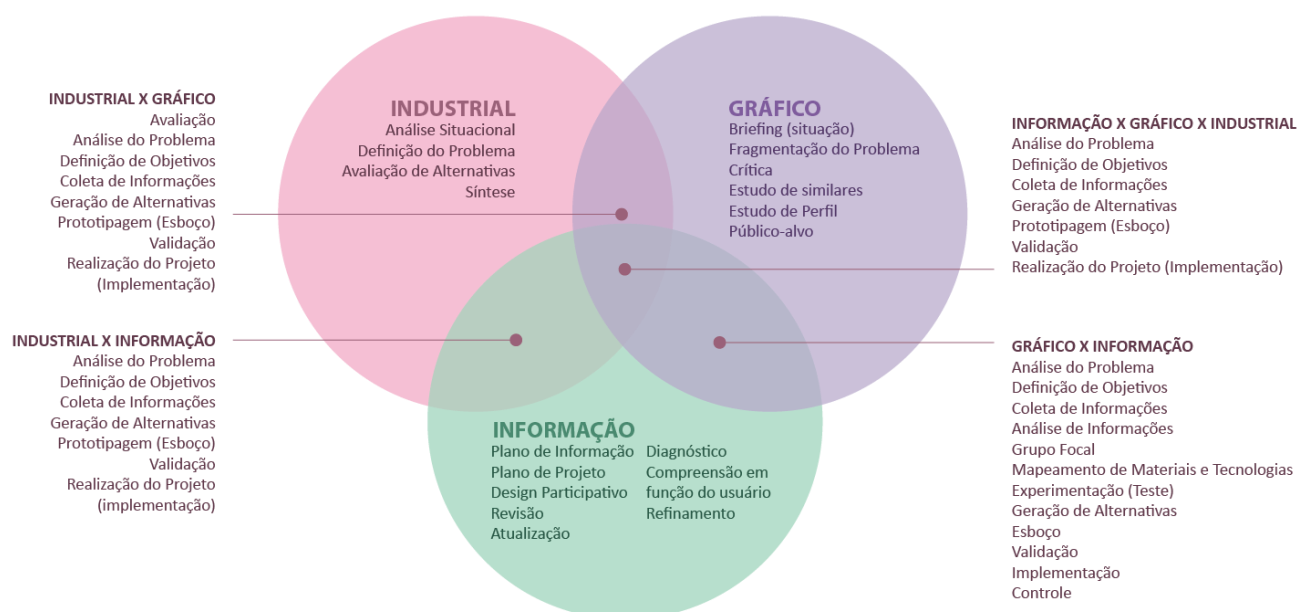 INDUSTRIAL X GRÁFICO
Avaliação
Análise do Problema
Definição de Objetivos
Coleta de Informações
Geração de Alternativas
Prototipagem (Esboço)
Validação
Realização do Projeto
(Implementação)
INDUSTRIAL X INFORMAÇÃO
Análise do Problema
Definição de Objetivos
Coleta de Informações
Geração de Alternativas
Prototipagem (Esboço)
Validação
Realização do Projeto
(implementação)
INDUSTRIAL
Análise Situacional
Definição do Problema
Avaliação de Alternativas
Síntese
GRÁFICO
Briefing (situação)
Fragmentação do Problema
Crítica
Estudo de similares
Estudo de Perfil
Público-alvo
INFORMAÇÃO
Plano de Informação
Plano de Projeto
Design Participativo
Revisão
Atualização
Diagnóstico
Compreensão em
função do usuário
Refinamento
INFORMAÇÃO X GRÁFICO X INDUSTRIAL
Análise do Problema
Definição de Objetivos
Coleta de Informações
Geração de Alternativas
Prototipagem (Esboço)
Validação
Realização do Projeto (Implementação)
GRÁFICO X INFORMAÇÃO
Análise do Problema
Definição de Objetivos
Coleta de Informações
Análise de Informações
Grupo Focal
Mapeamento de Materiais e Tecnologias
Experimentação (Teste)
Geração de Alternativas
Esboço
Validação
Implementação
Controle